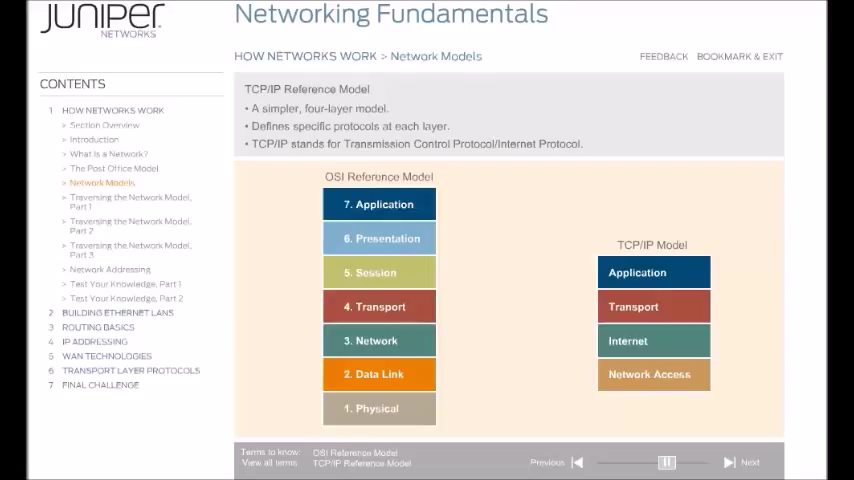 JUNIPER
NETWORKS
Networking Fundamentals
HOW NETWORKS WORK > Network Models
FEEDBACK BOOKMARK & EXIT
CONTENTS
1 HOW NETWORKS WORK
> Section Overview
> Introduction
> What Is a Network?
> The Post Office Model
> Network Models
> Traversing the Network Model,
Part 1
> Traversing the Network Model,
Part 2
> Traversing the Network Model,
Part 3
> Network Addressing
> Test Your Knowledge, Part 1
> Test Your Knowledge, Part 2
2 BUILDING ETHERNET LANS
3 ROUTING BASICS
4 IP ADDRESSING
5 WAN TECHNOLOGIES
6 TRANSPORT LAYER PROTOCOLS
7 FINAL CHALLENGE
TCP/IP Reference Model
• A simpler, four-layer model.
• Defines specific protocols at each layer.
• TCP/IP stands for Transmission Control Protocol/Internet Protocol.
OSI Reference Model
7. Application
6. Presentation
5. Session
4. Transport
3. Network
2. Data Link
1. Physical
TCP/IP Model
Application
Transport
Internet
Network Access
Terms to know: OSI Reference Model
View all terms TCP/IP Reference Model
Previous Next